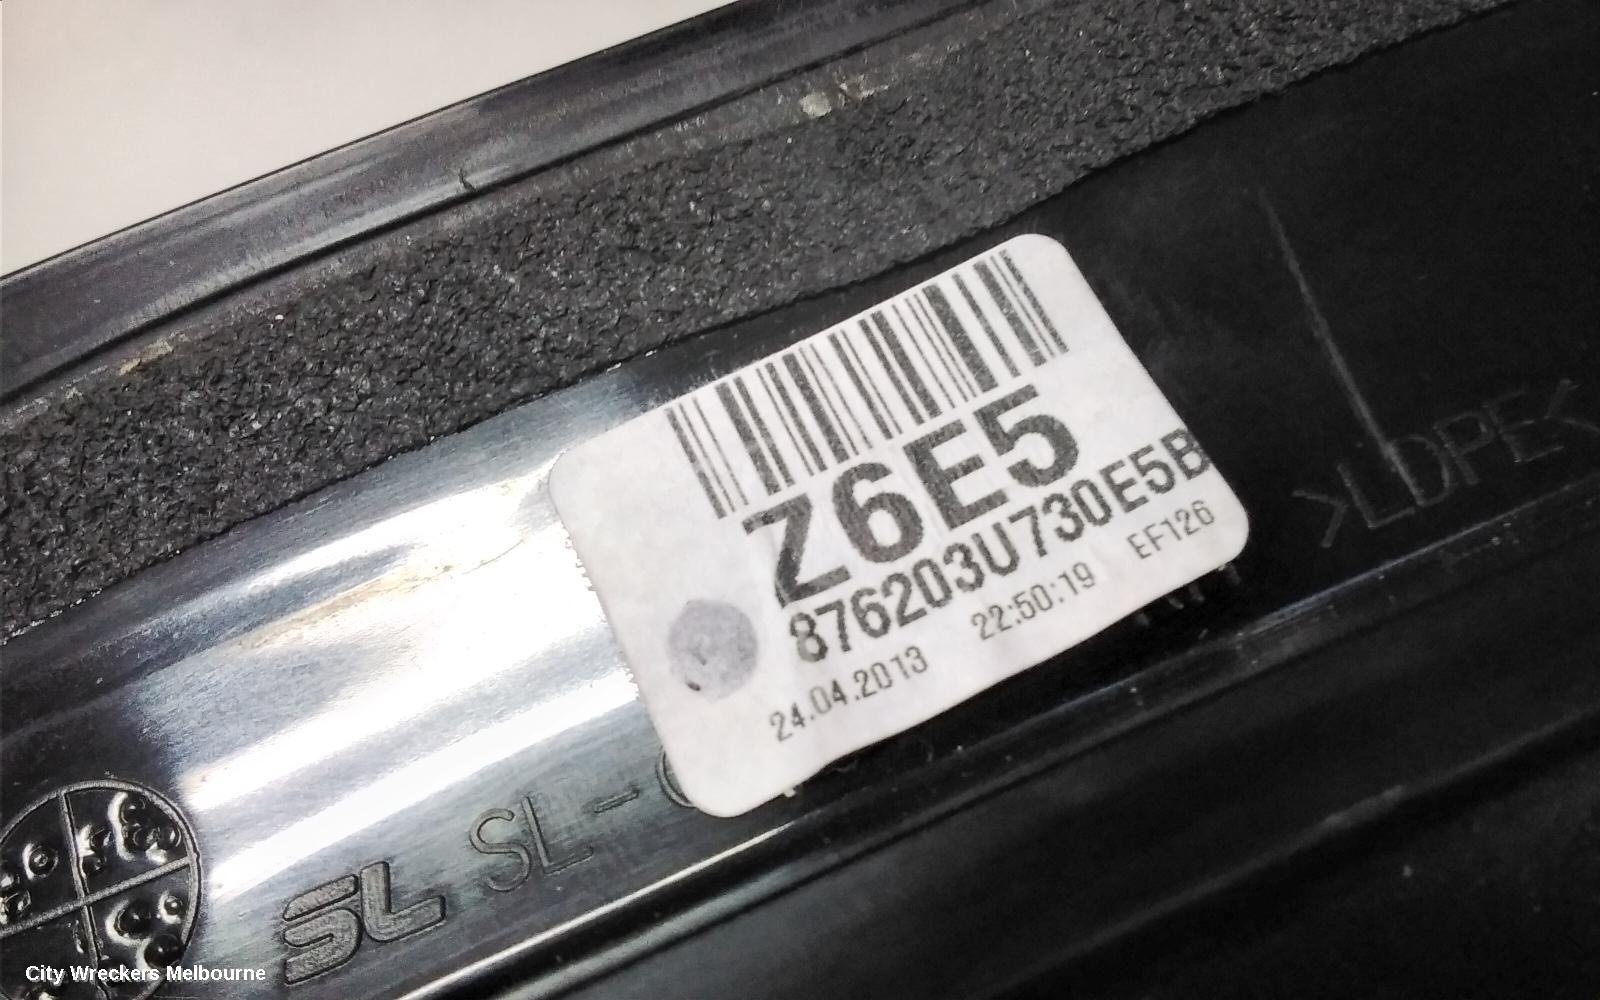 Z6E5
876203U730E5B
24.04.2013 22:50:19 EF126
>LDPE<
SL SL-
City Wreckers Melbourne